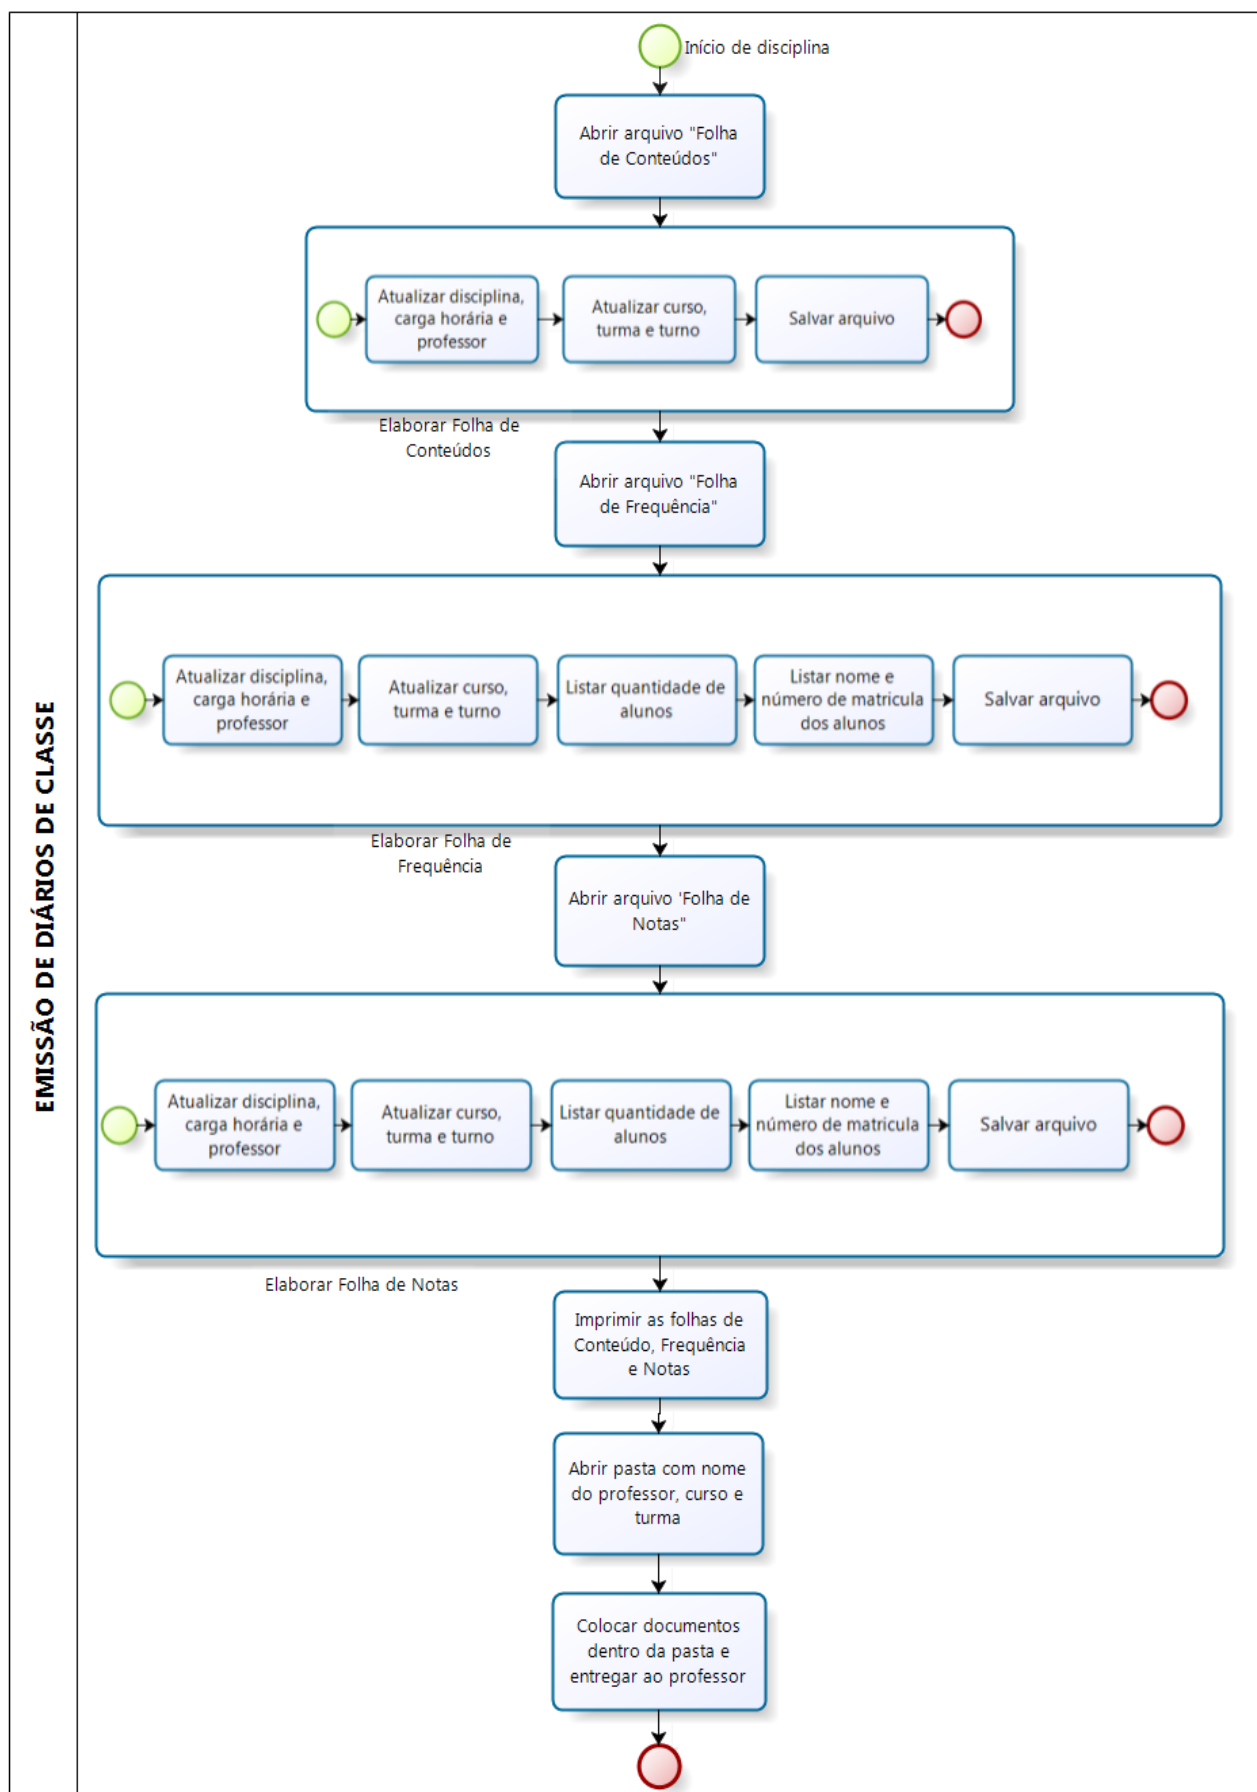 EMISSÃO DE DIÁRIOS DE CLASSE
Início de disciplina
Abrir arquivo "Folha
de Conteúdos"
Atualizar disciplina,
carga horária e
professor
Atualizar curso,
turma e turno
Salvar arquivo
Elaborar Folha de
Conteúdos
Abrir arquivo "Folha
de Frequência"
Atualizar disciplina,
carga horária e
professor
Atualizar curso,
turma e turno
Listar quantidade de
alunos
Listar nome e
número de matricula
dos alunos
Salvar arquivo
Elaborar Folha de
Frequência
Abrir arquivo 'Folha de
Notas"
Atualizar disciplina,
carga horária e
professor
Atualizar curso,
turma e turno
Listar quantidade de
alunos
Listar nome e
número de matricula
dos alunos
Salvar arquivo
Elaborar Folha de Notas
Imprimir as folhas de
Conteúdo, Frequência
e Notas
Abrir pasta com nome
do professor, curso e
turma
Colocar documentos
dentro da pasta e
entregar ao professor